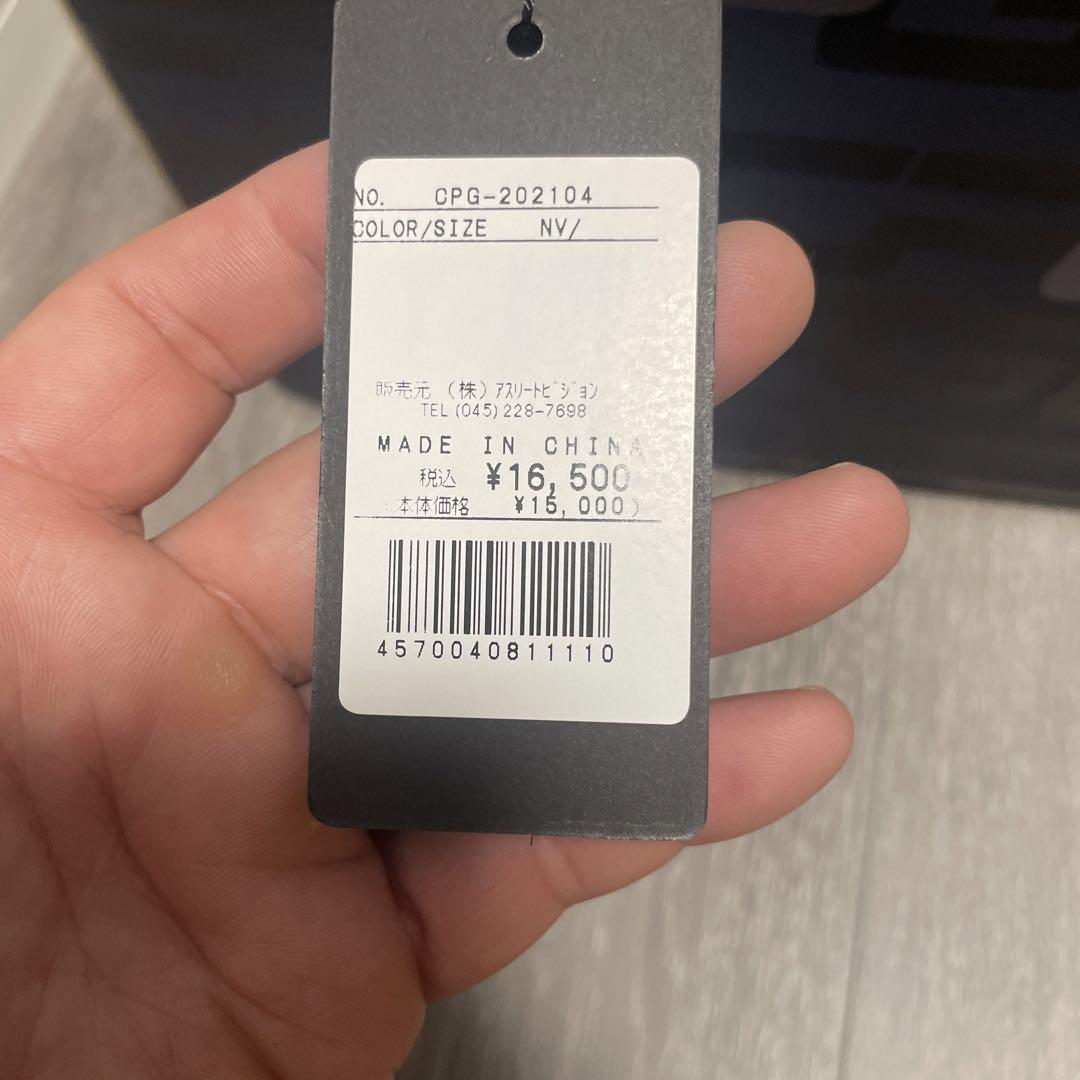 NO. CPG-202104
COLOR/SIZE NV/
販売元 (株)ｱｽﾘｰﾄﾋﾞｼﾞｮﾝ
TEL(045)228-7698
MADE IN CHINA
税込 ¥16,500
本体価格 ¥15,000)
4570040811110